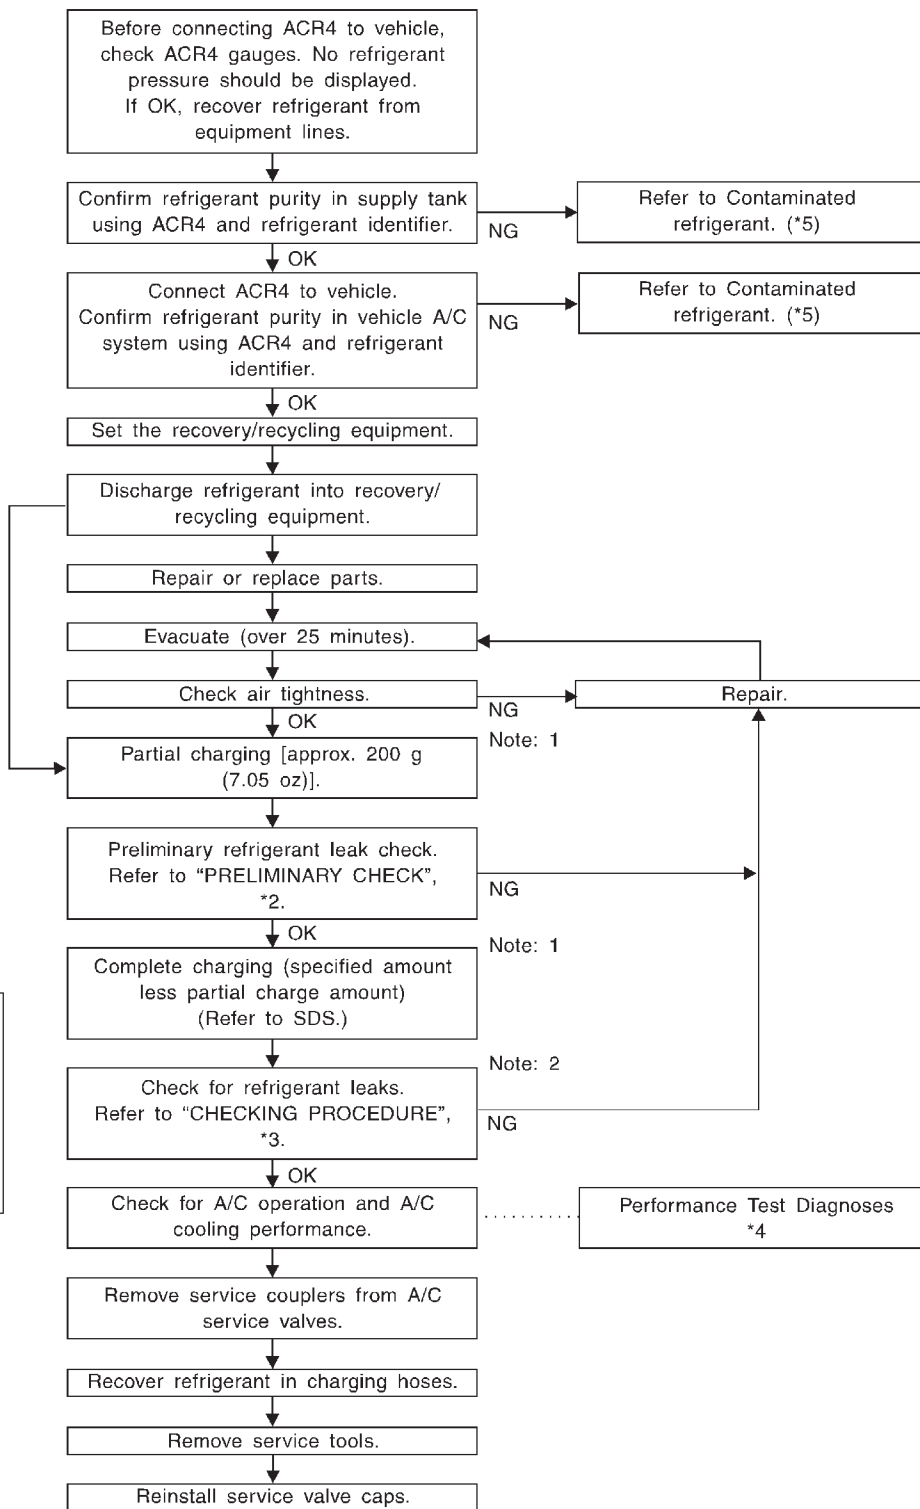 Before connecting ACR4 to vehicle,
check ACR4 gauges. No refrigerant
pressure should be displayed.
If OK, recover refrigerant from
equipment lines.
Confirm refrigerant purity in supply tank
using ACR4 and refrigerant identifier.
NG
Refer to Contaminated
refrigerant. (*5)
OK
Connect ACR4 to vehicle.
Confirm refrigerant purity in vehicle A/C
system using ACR4 and refrigerant
identifier.
NG
Refer to Contaminated
refrigerant. (*5)
OK
Set the recovery/recycling equipment.
Discharge refrigerant into recovery/
recycling equipment.
Repair or replace parts.
Evacuate (over 25 minutes).
Check air tightness.
NG
Repair.
OK
Note: 1
Partial charging [approx. 200 g
(7.05 oz)].
Preliminary refrigerant leak check.
Refer to “PRELIMINARY CHECK”,
*2.
NG
OK
Note: 1
Complete charging (specified amount
less partial charge amount)
(Refer to SDS.)
Note: 2
Check for refrigerant leaks.
Refer to “CHECKING PROCEDURE”,
*3.
NG
OK
Check for A/C operation and A/C
cooling performance.
Performance Test Diagnoses
*4
Remove service couplers from A/C
service valves.
Recover refrigerant in charging hoses.
Remove service tools.
Reinstall service valve caps.